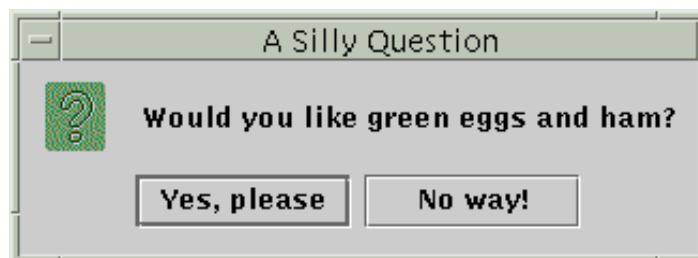 A Silly Question
?
Would you like green eggs and ham?
Yes, please
No way!